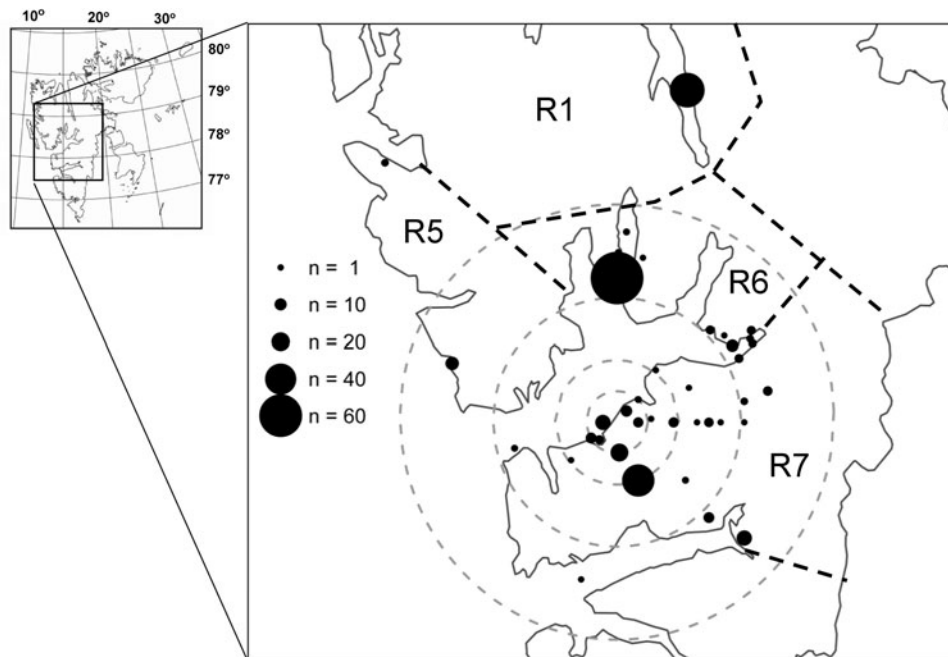 10° 20° 30°
80°
79°
78°
77°
R1
R5
R6
R7
n = 1
n = 10
n = 20
n = 40
n = 60